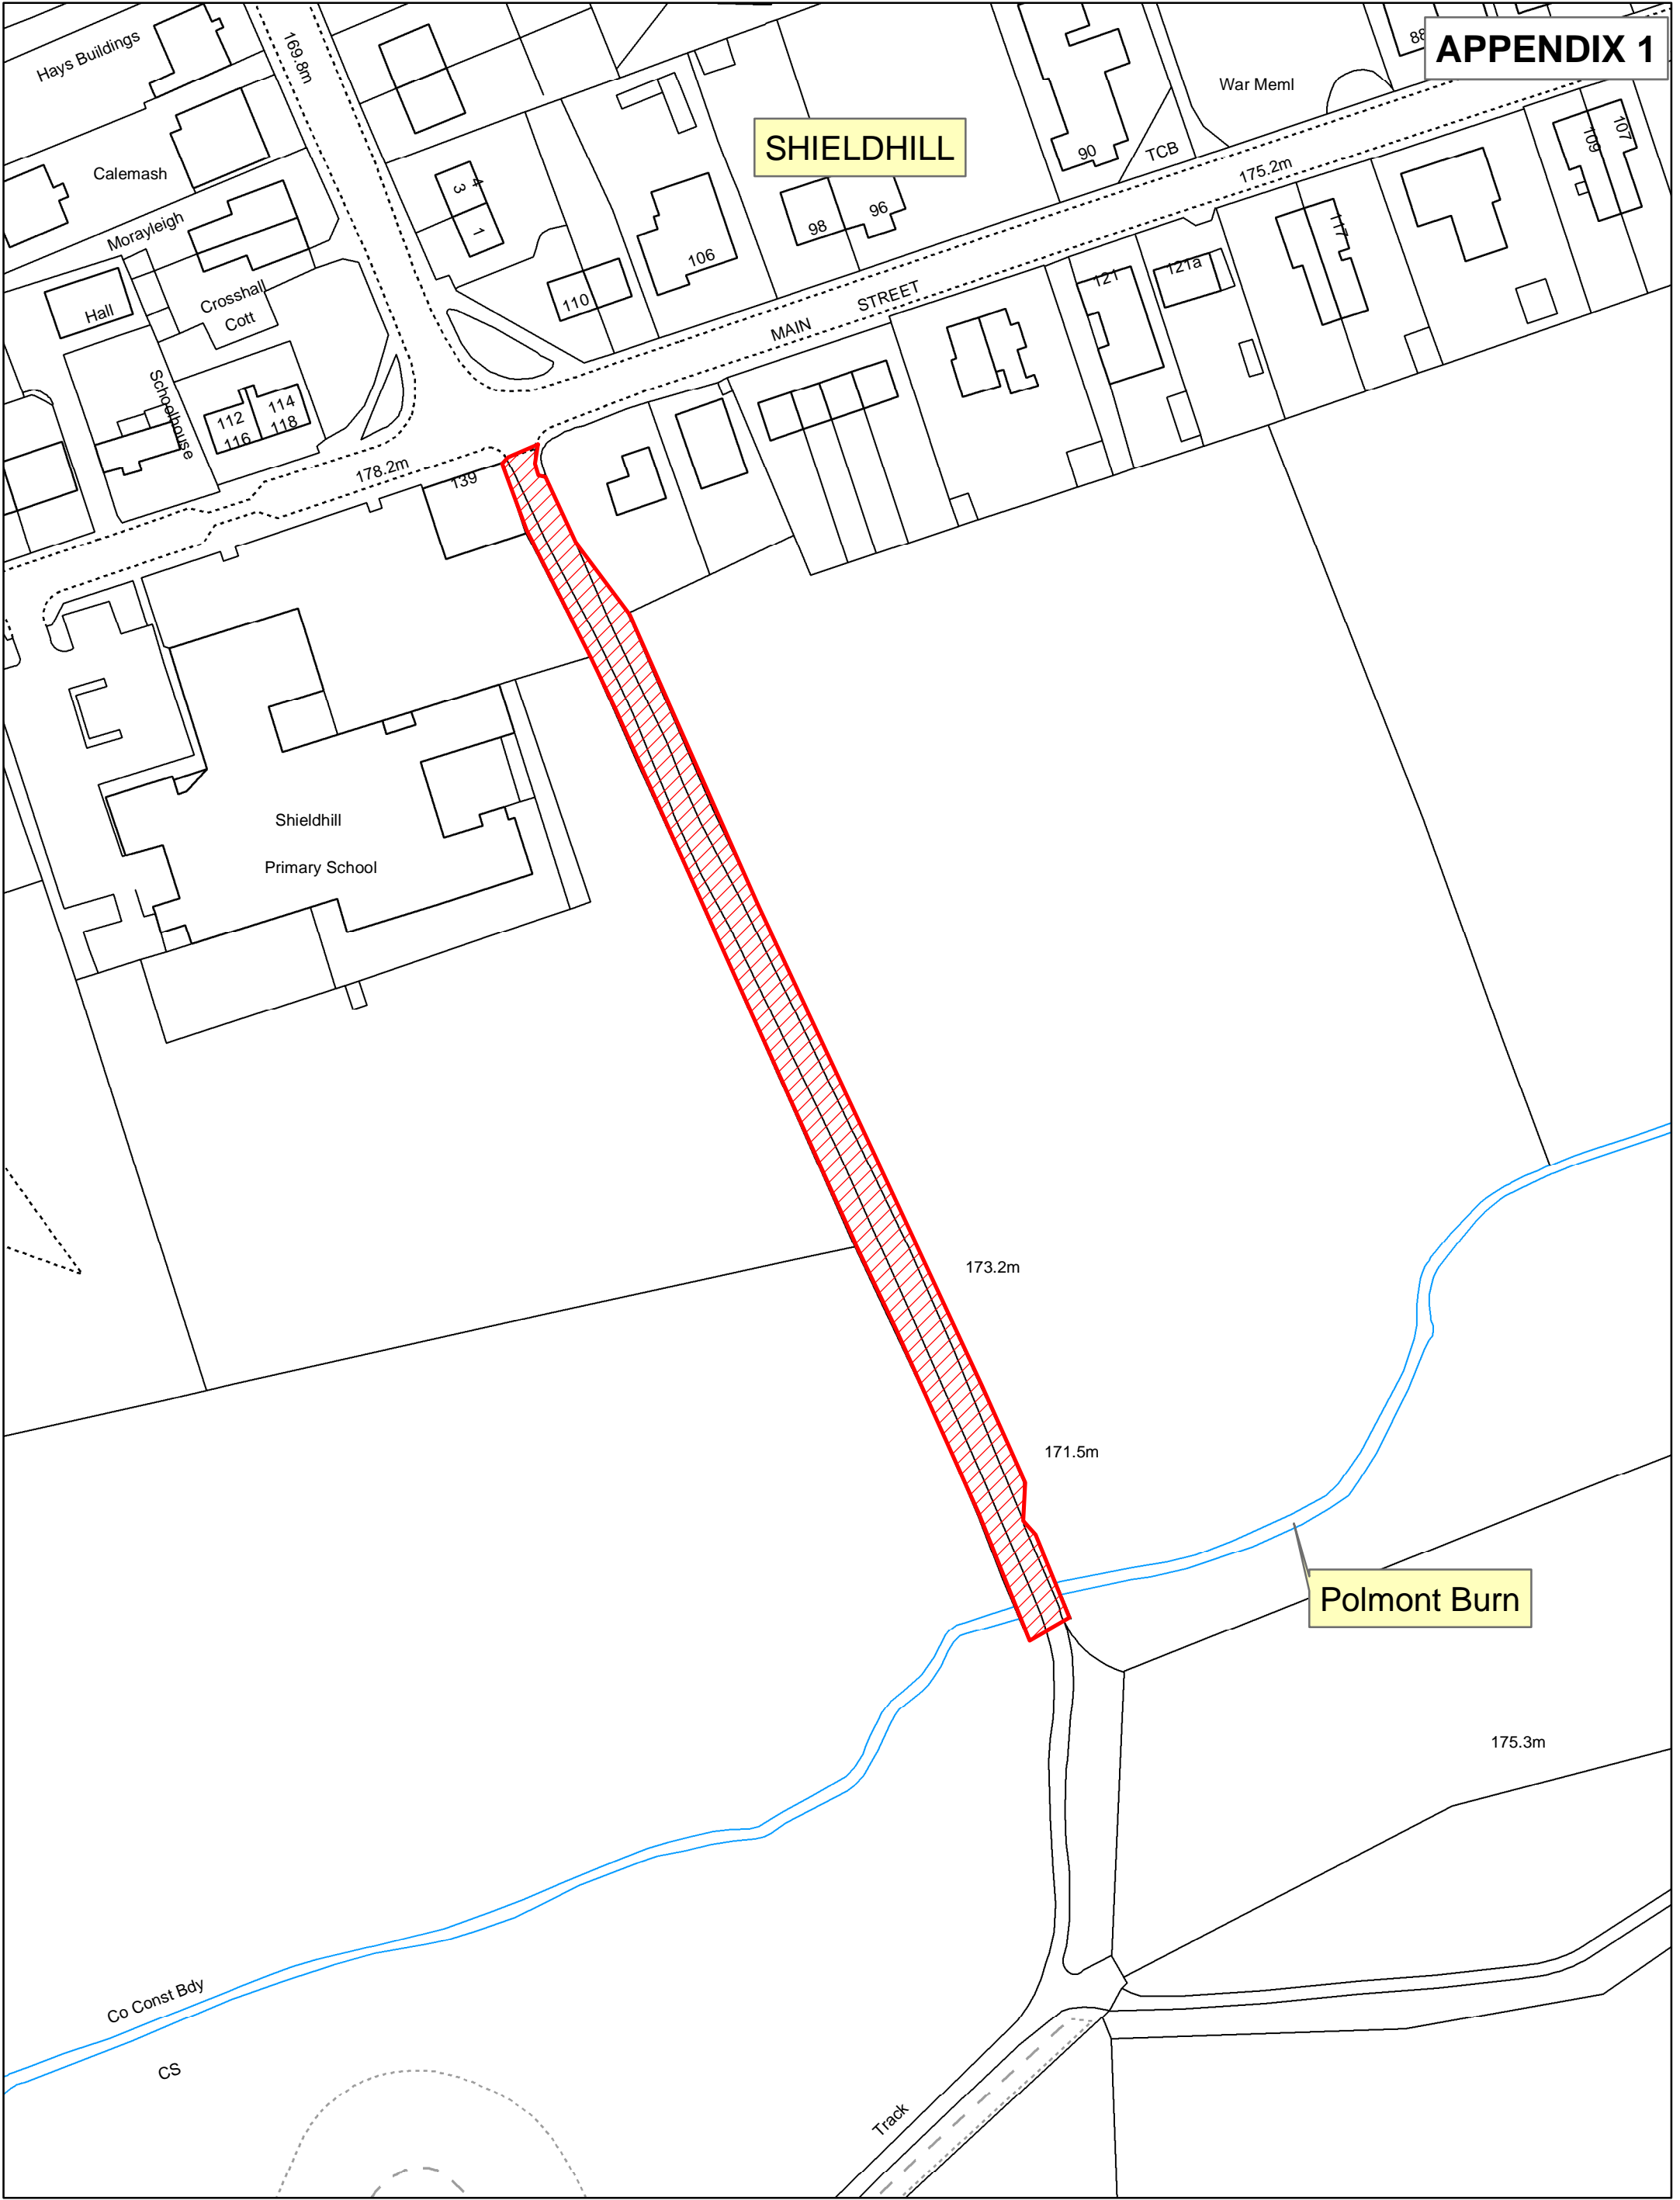 APPENDIX 1
88
Hays Buildings
169.8m
War Meml
SHIELDHILL
107
109
90
TCB
175.2m
Calemash
3
4
1
98
96
117
Morayleigh
106
121
121a
Hall
Crosshall
Cott
110
MAIN STREET
Schoolhouse
112
114
116
118
178.2m
139
Shieldhill
Primary School
173.2m
171.5m
Polmont Burn
175.3m
Co Const Bdy
CS
Track